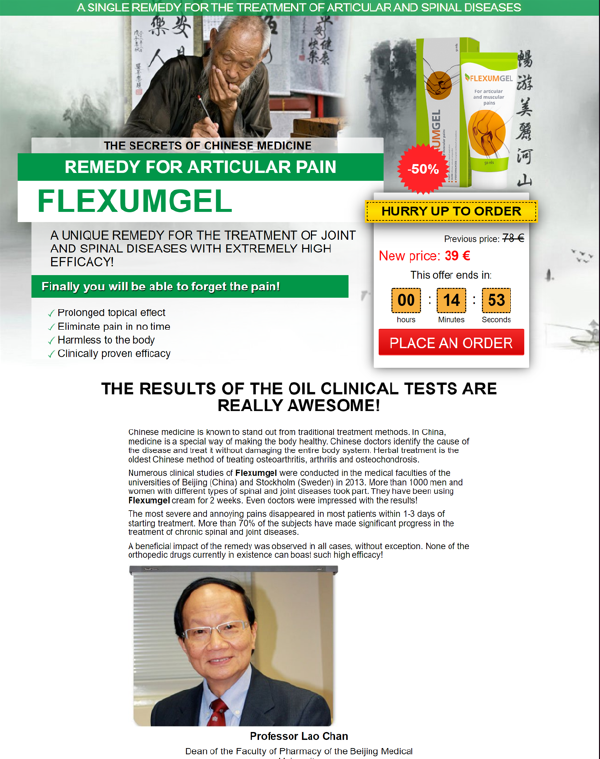 A SINGLE REMEDY FOR THE TREATMENT OF ARTICULAR AND SPINAL DISEASES
THE SECRETS OF CHINESE MEDICINE
REMEDY FOR ARTICULAR PAIN
FLEXUMGEL
A UNIQUE REMEDY FOR THE TREATMENT OF JOINT
AND SPINAL DISEASES WITH EXTREMELY HIGH
EFFICACY!
Finally you will be able to forget the pain!
✓ Prolonged topical effect
✓ Eliminate pain in no time
✓ Harmless to the body
✓ Clinically proven efficacy
FLEXUMGEL
For articular
and muscular
pains
UMGEL
暢游美麗河山
-50%
HURRY UP TO ORDER
Previous price: 78 €
New price: 39 €
This offer ends in:
00 : 14 : 53
hours Minutes Seconds
PLACE AN ORDER
THE RESULTS OF THE OIL CLINICAL TESTS ARE
REALLY AWESOME!
Chinese medicine is known to stand out from traditional treatment methods. In China,
medicine is a special way of making the body healthy. Chinese doctors identify the cause of
the disease and treat it without damaging the entire body system. Herbal treatment is the
oldest Chinese method of treating osteoarthritis, arthritis and osteochondrosis.
Numerous clinical studies of Flexumgel were conducted in the medical faculties of the
universities of Beijing (China) and Stockholm (Sweden) in 2013. More than 1000 men and
women with different types of spinal and joint diseases took part. They have been using
Flexumgel cream for 2 weeks. Even doctors were impressed with the results!
The most severe and annoying pains disappeared in most patients within 1-3 days of
starting treatment. More than 70% of the subjects have made significant progress in the
treatment of chronic spinal and joint diseases.
A beneficial impact of the remedy was observed in all cases, without exception. None of the
orthopedic drugs currently in existence can boast such high efficacy!
Professor Lao Chan
Dean of the Faculty of Pharmacy of the Beijing Medical